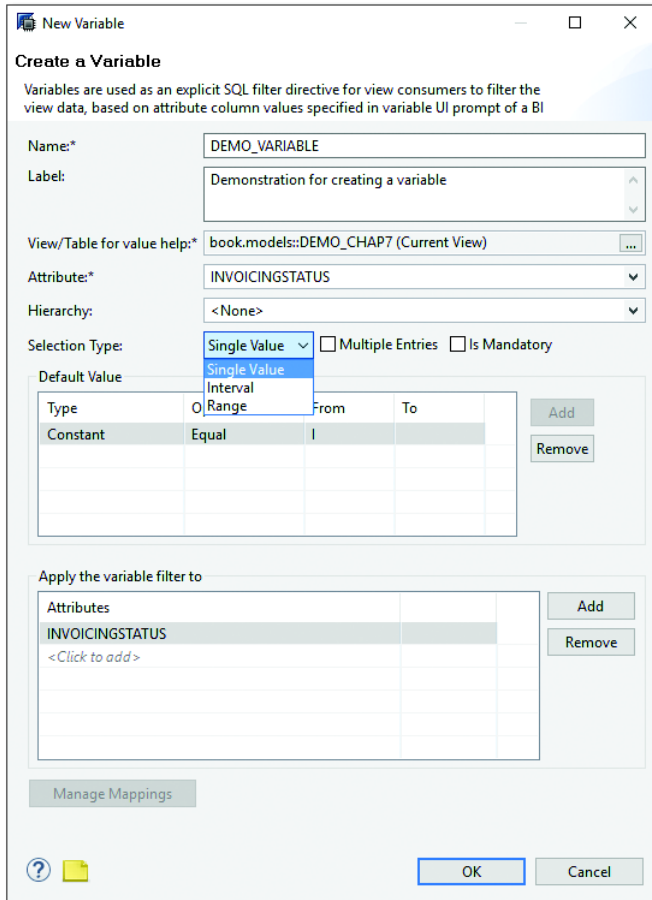 New Variable
Create a Variable
Variables are used as an explicit SQL filter directive for view consumers to filter the
view data, based on attribute column values specified in variable UI prompt of a BI
Name:* DEMO_VARIABLE
Label: Demonstration for creating a variable
View/Table for value help:* book.models::DEMO_CHAP7 (Current View) ...
Attribute:* INVOICINGSTATUS
Hierarchy: <None>
Selection Type: Single Value Multiple Entries Is Mandatory
Single Value
Interval
Range
Default Value
Type From To Add
Constant Equal I
Remove
Apply the variable filter to
Attributes Add
INVOICINGSTATUS Remove
<Click to add>
Manage Mappings
? OK Cancel